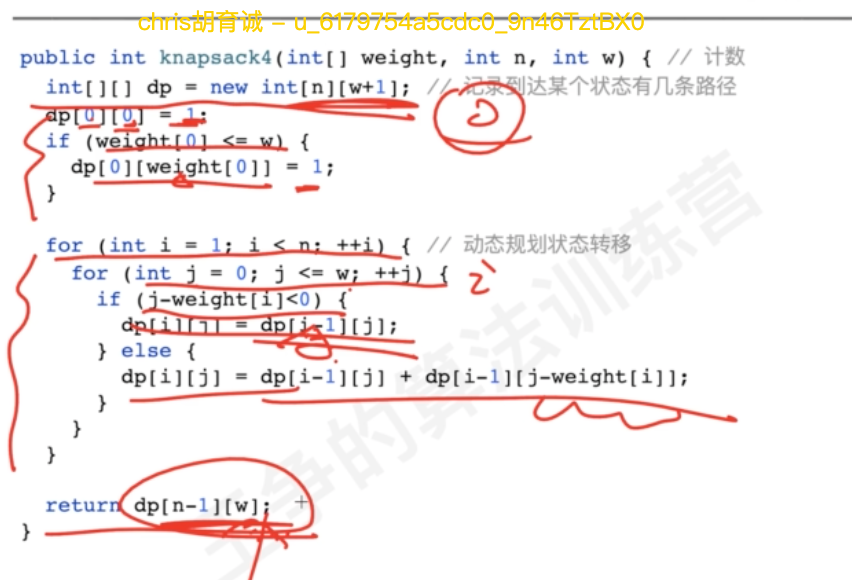 chris胡育诚 - u_6179754a5cdc0_9n46TztBX0
public int knapsack4(int[] weight, int n, int w) { // 计数
int[][] dp = new int[n][w+1]; // 记录到达某个状态有几条路径
dp[0][0] = 1;
if (weight[0] <= w) {
dp[0][weight[0]] = 1;
}
for (int i = 1; i < n; ++i) { // 动态规划状态转移
for (int j = 0; j <= w; ++j) {
if (j-weight[i]<0) {
dp[i][j] = dp[i-1][j];
} else {
dp[i][j] = dp[i-1][j] + dp[i-1][j-weight[i]];
}
}
}
return dp[n-1][w];
}
王争的算法训练营